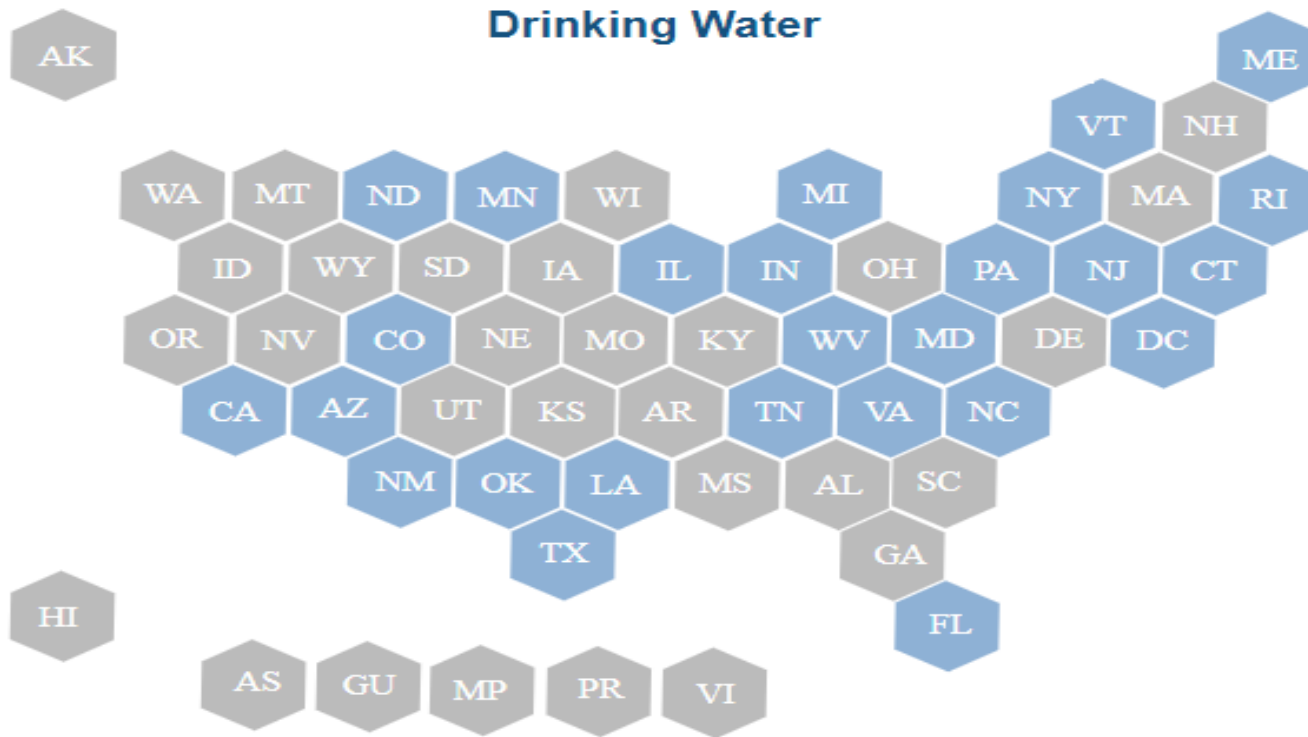 Drinking Water
AK ME
VT NH
WA MT ND MN WI MI NY MA RI
ID WY SD IA IL IN OH PA NJ CT
OR NV CO NE MO KY WV MD DE DC
CA AZ UT KS AR TN VA NC
NM OK LA MS AL SC
TX GA
HI FL
AS GU MP PR VI